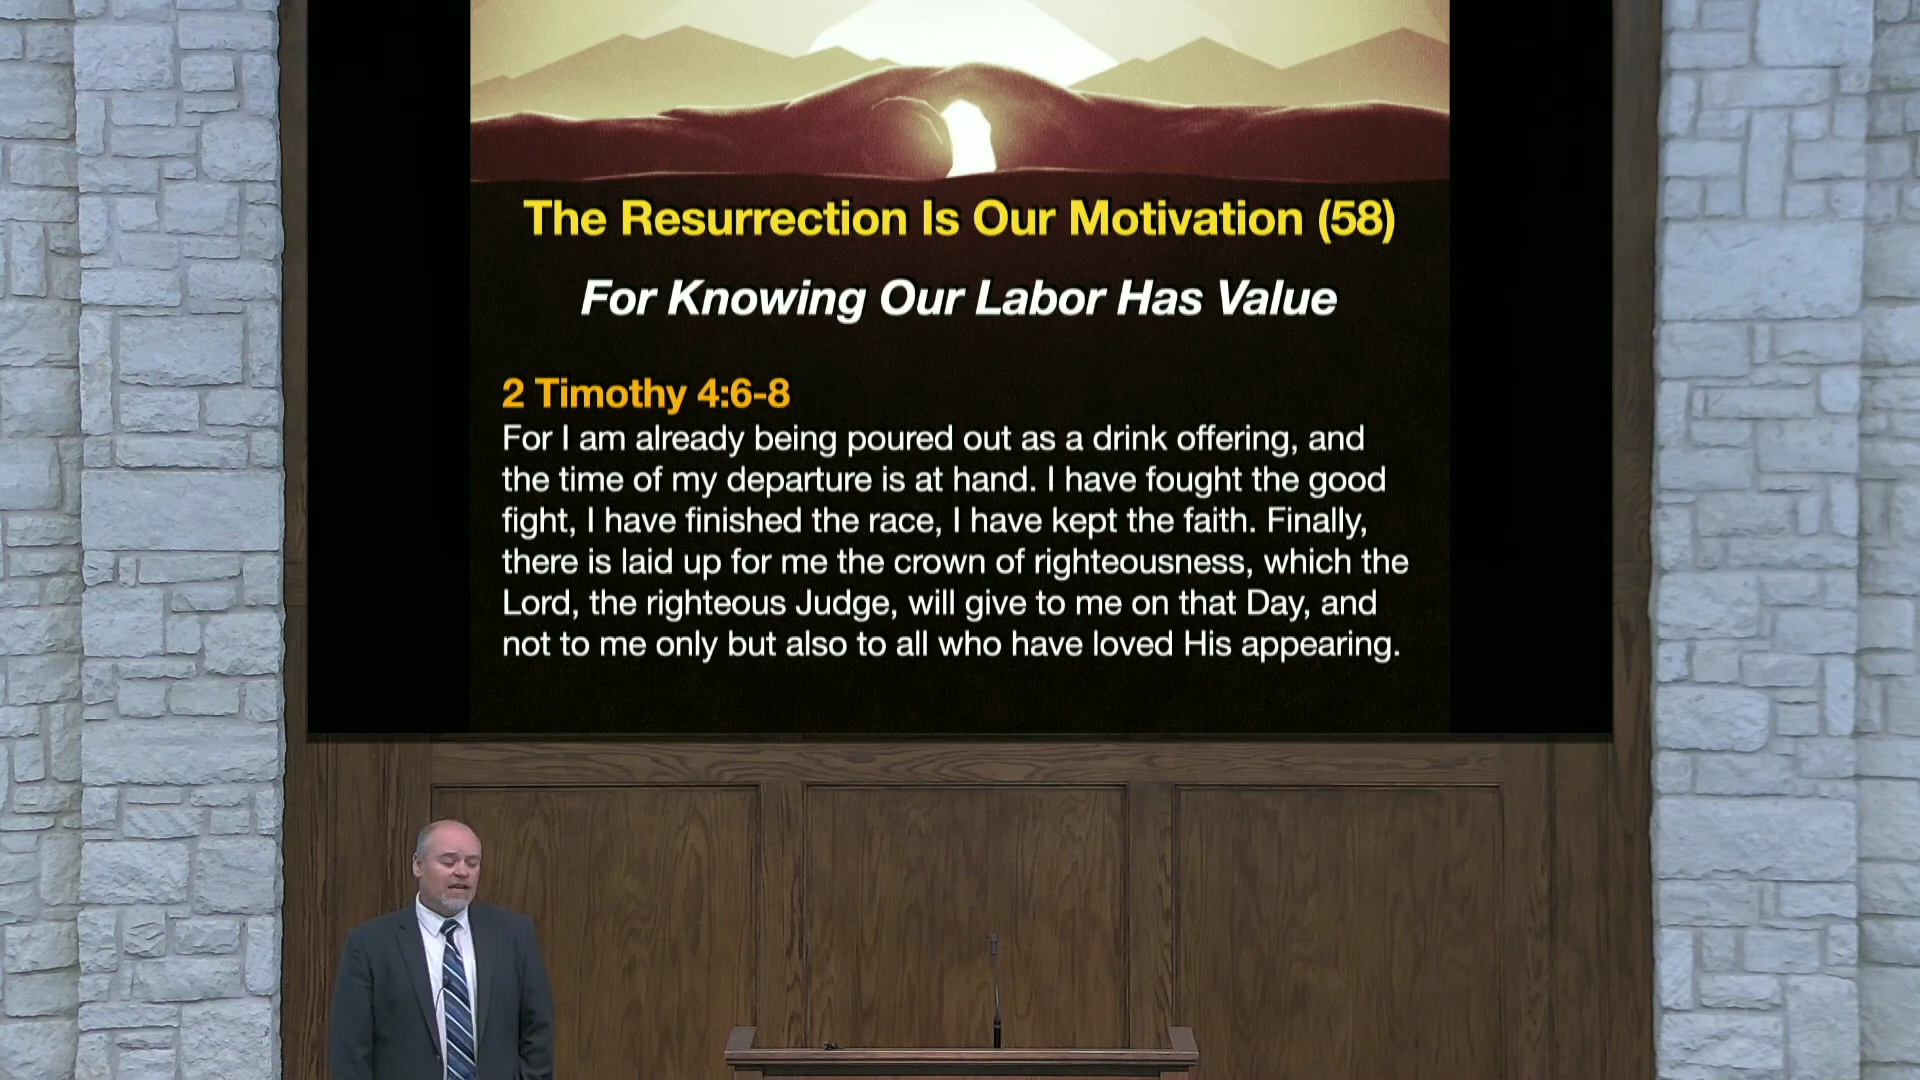 The Resurrection Is Our Motivation (58)
For Knowing Our Labor Has Value
2 Timothy 4:6-8
For I am already being poured out as a drink offering, and
the time of my departure is at hand. I have fought the good
fight, I have finished the race, I have kept the faith. Finally,
there is laid up for me the crown of righteousness, which the
Lord, the righteous Judge, will give to me on that Day, and
not to me only but also to all who have loved His appearing.